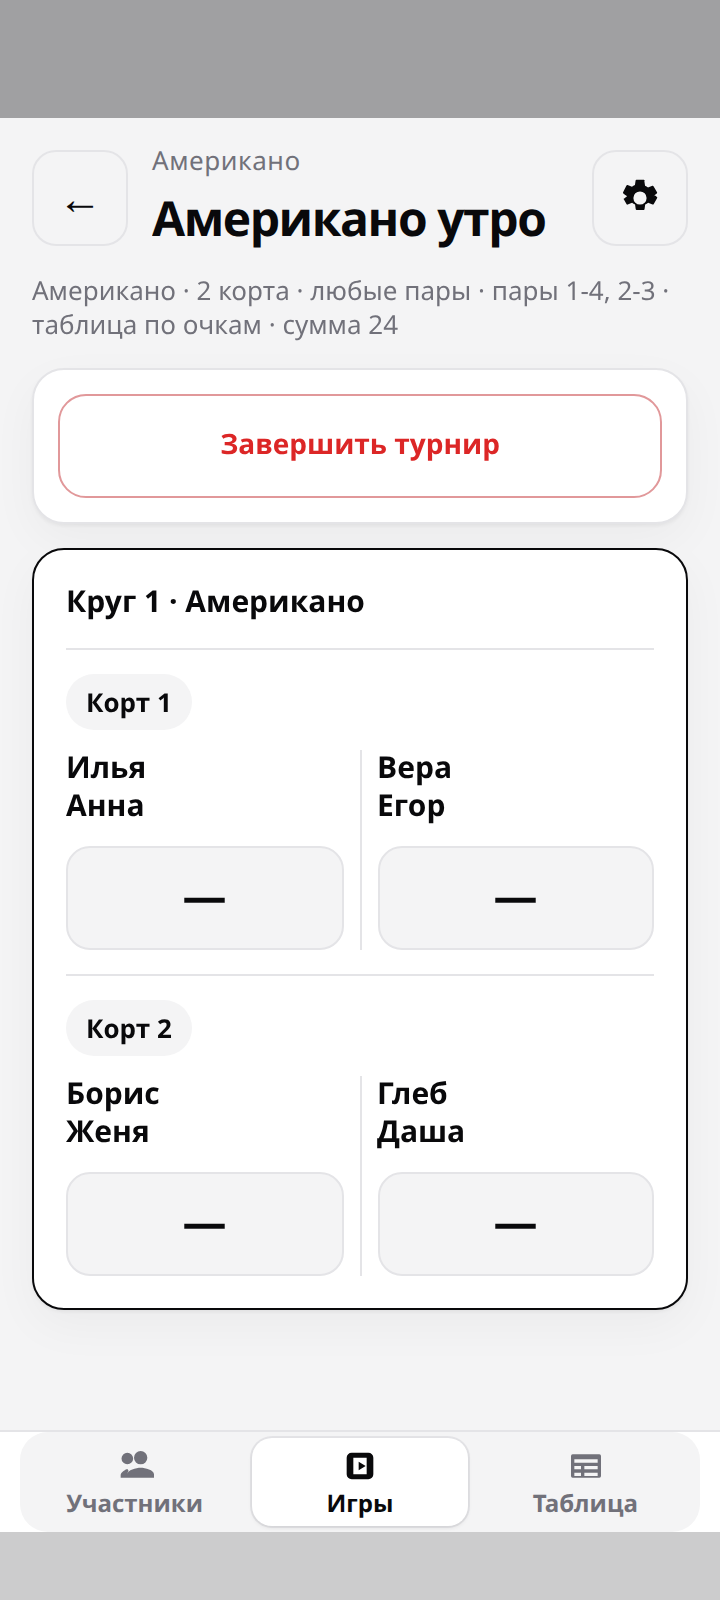 ←
Американо
Американо утро
Американо · 2 корта · любые пары · пары 1-4, 2-3 ·
таблица по очкам · сумма 24
Завершить турнир
Круг 1 · Американо
Корт 1
Илья
Анна
Вера
Егор
—
—
Корт 2
Борис
Женя
Глеб
Даша
—
—
Участники
Игры
Таблица